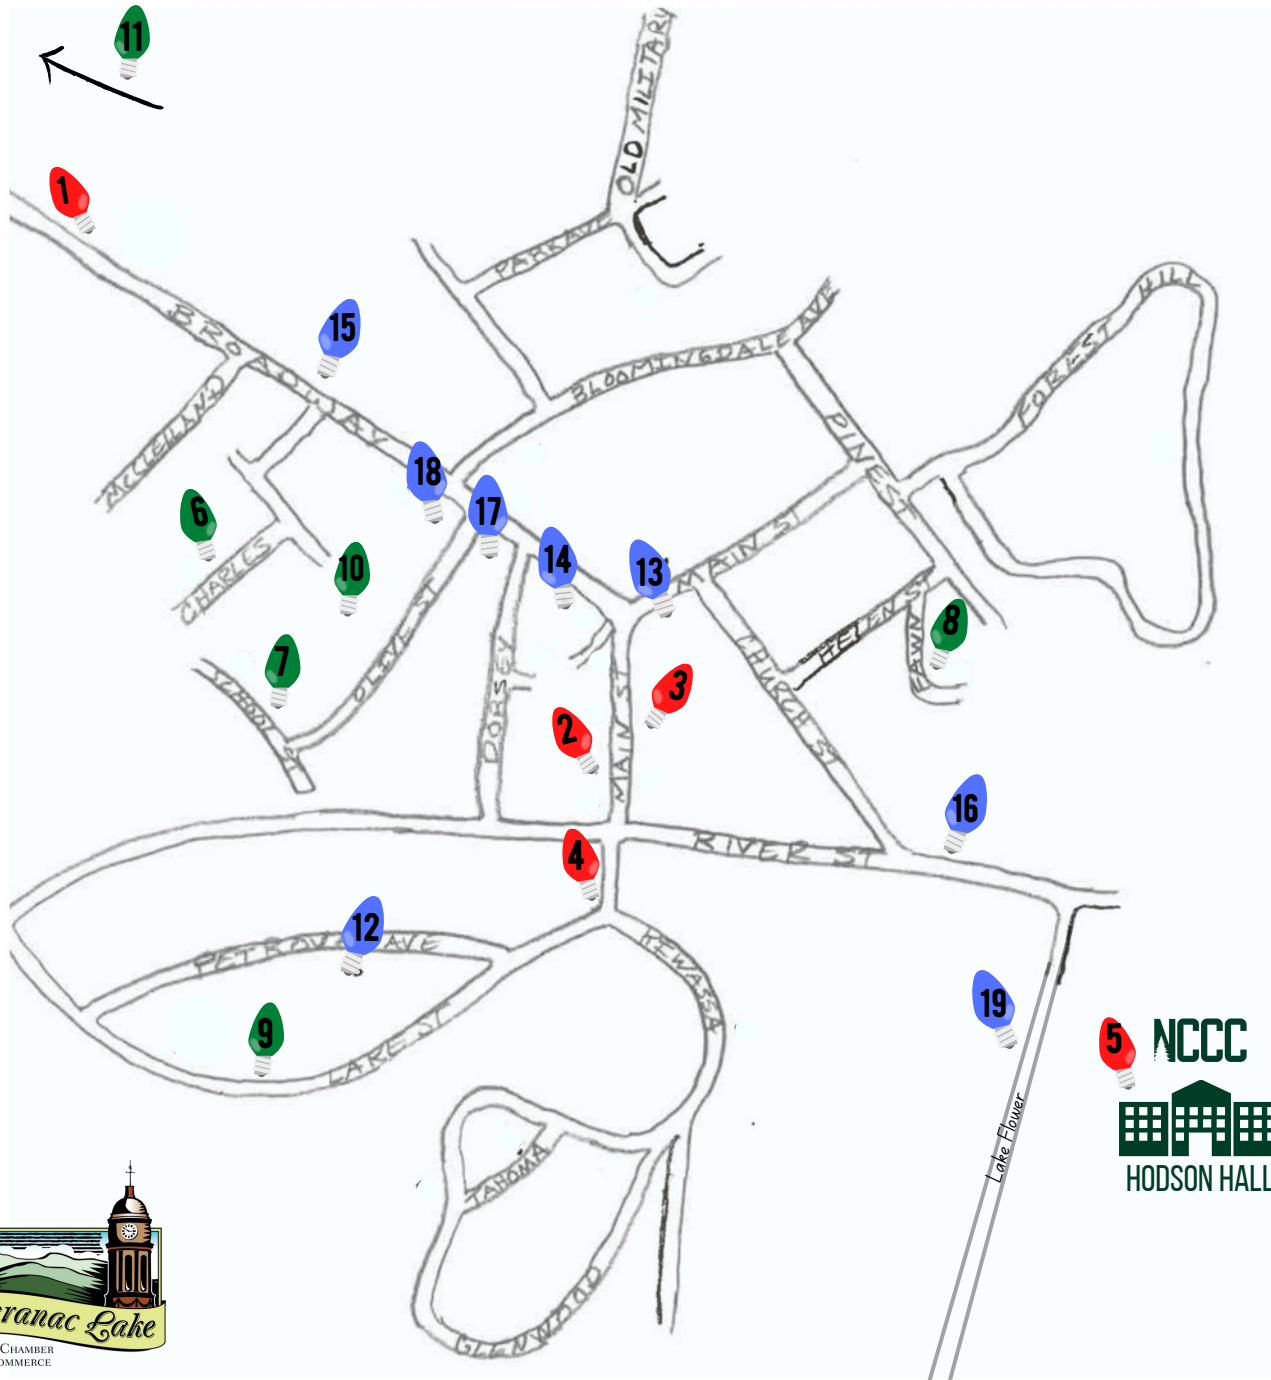 11
OLD MILITARY
1
PARK AVE
HILL
FOREST
BLOOMINGDALE AVE
BROADWAY
15
MCCLELLAND
PINE ST
18
17
6
CHARLES
10
14
13
MAIN ST
HELEN ST
8
FAWN
OLIVE ST
7
SCHOOL ST
DORSEY
CHURCH ST
3
2
MAIN ST
16
4
RIVER ST
12
PETROVA AVE
KEWASSA
19
9
LAKE ST
5
NCCC
HODSON HALL
Lake Flower
TAHOMA
GLENWOOD
ranac Lake
CHAMBER
OMMERCE